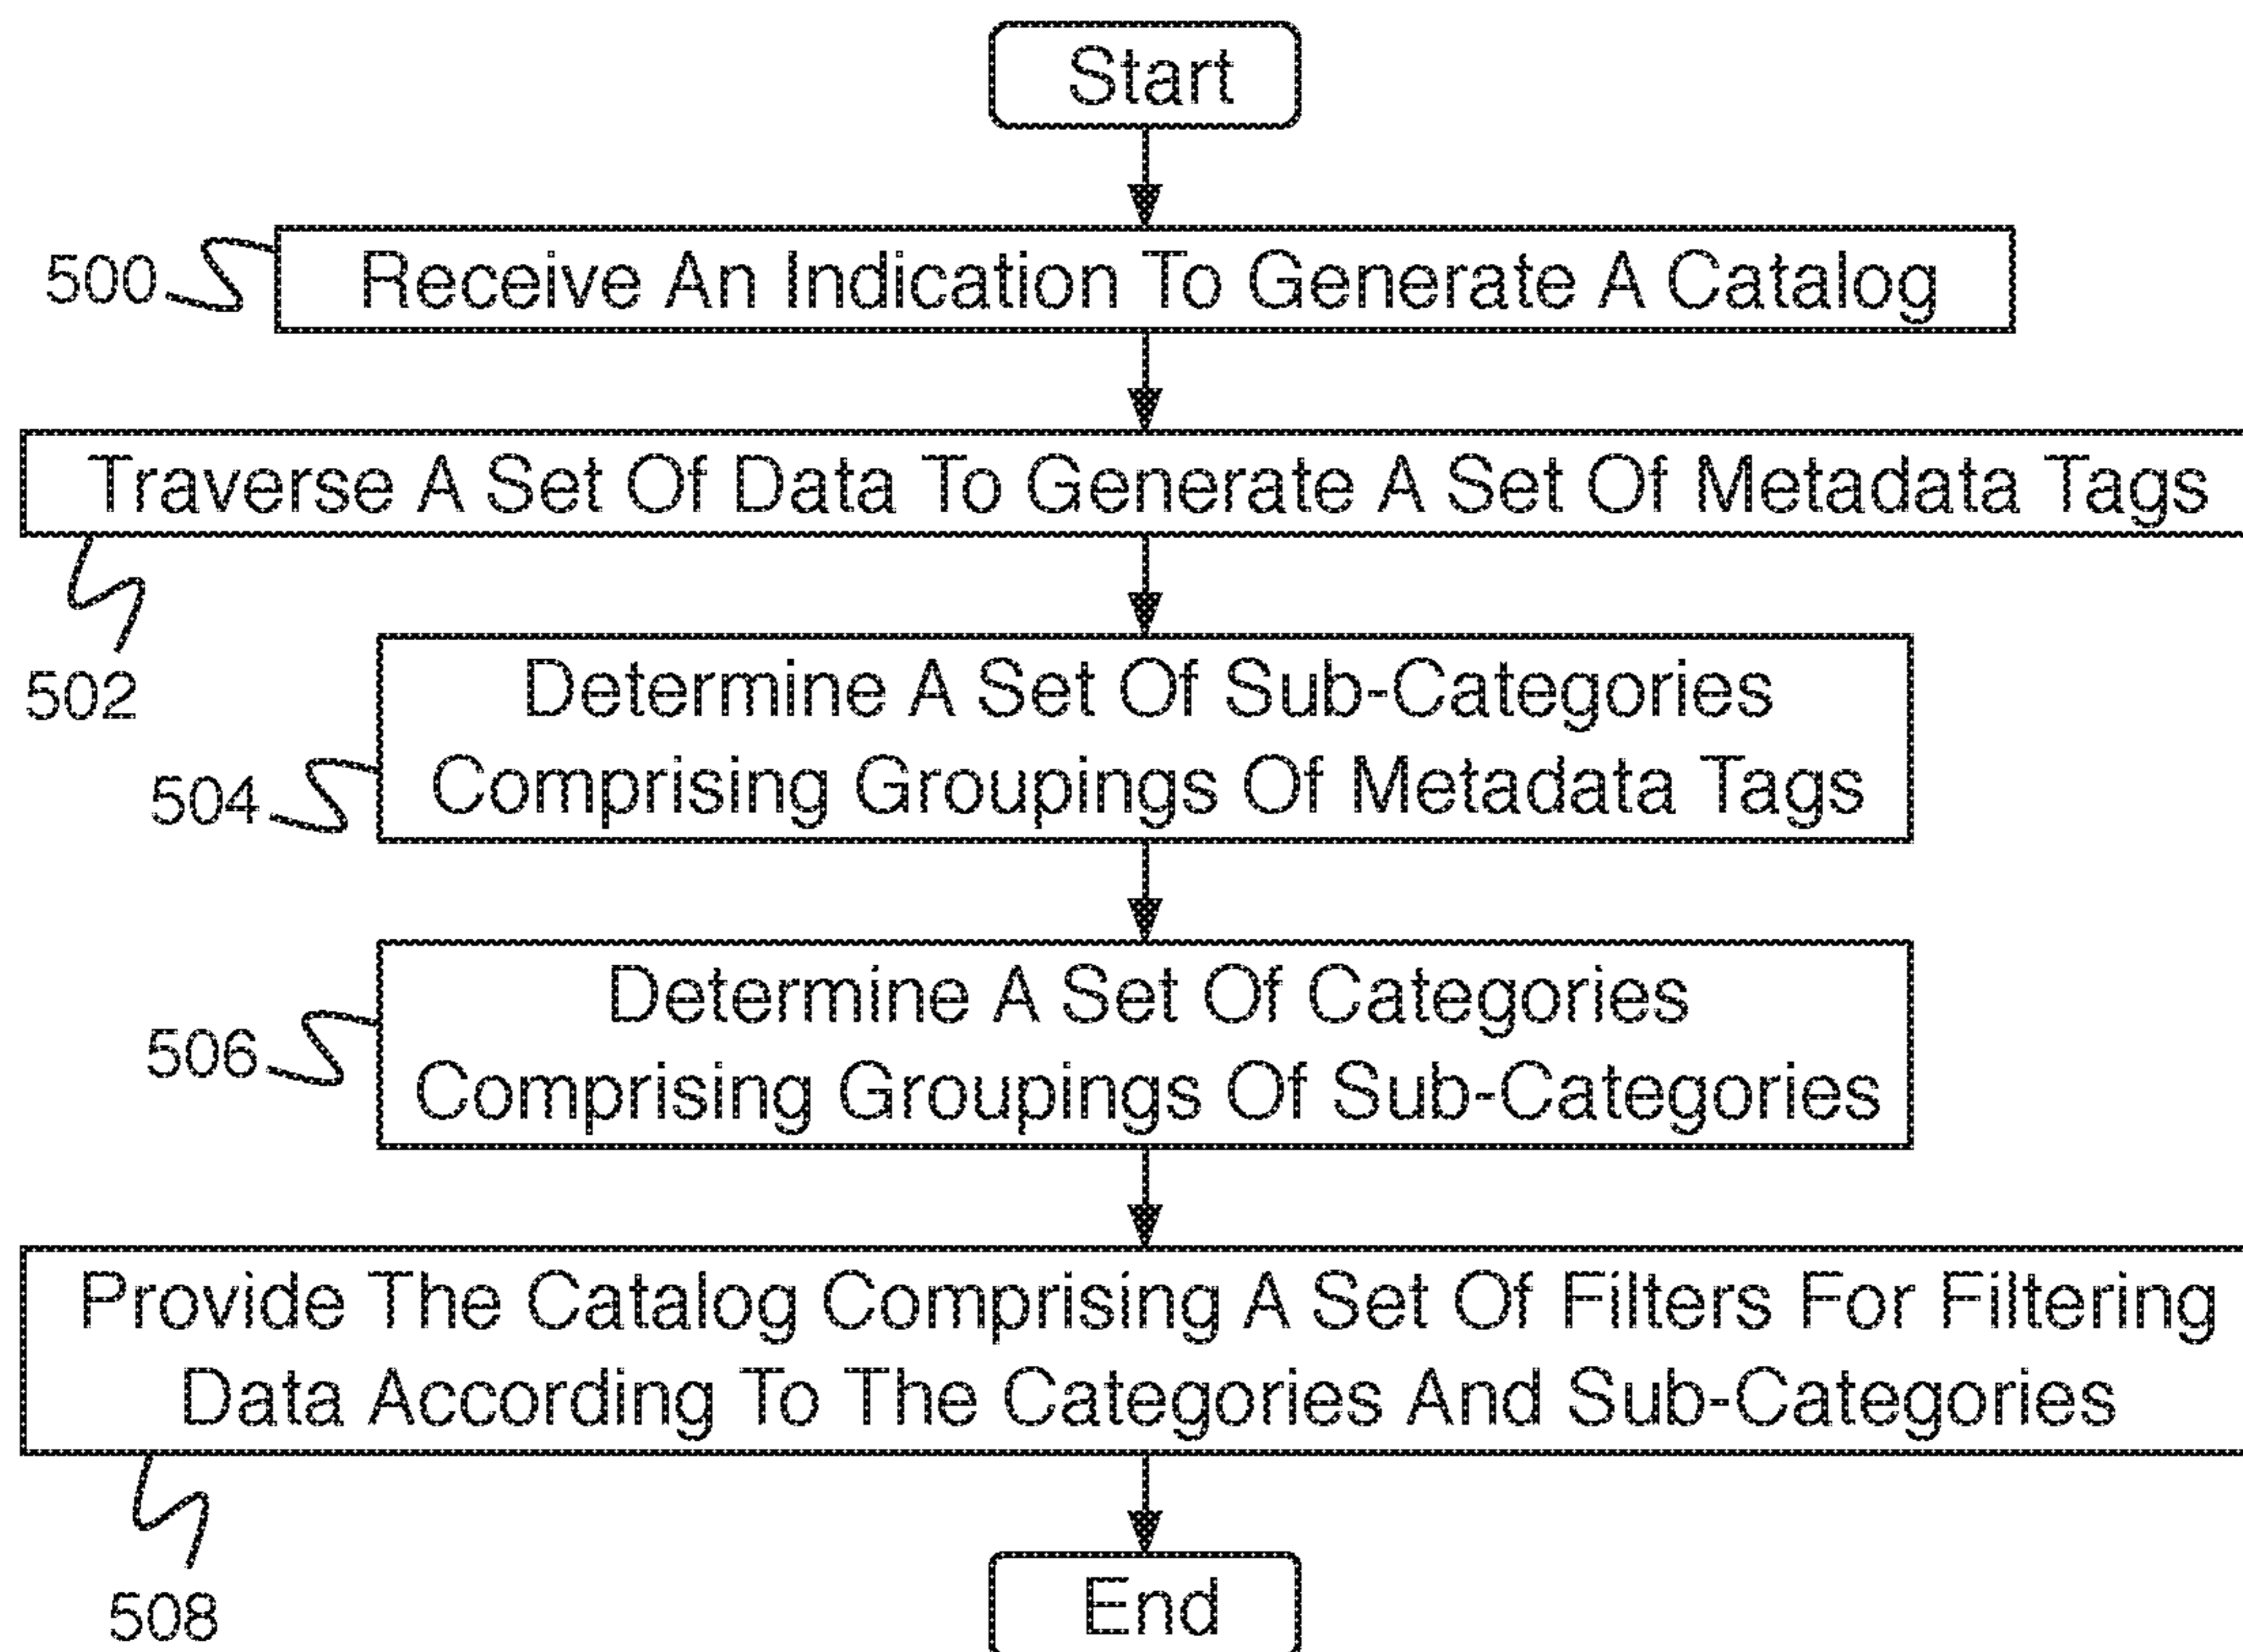 Start
500
Receive An Indication To Generate A Catalog
Traverse A Set Of Data To Generate A Set Of Metadata Tags
502
Determine A Set Of Sub-Categories
Comprising Groupings Of Metadata Tags
504
Determine A Set Of Categories
Comprising Groupings Of Sub-Categories
506
Provide The Catalog Comprising A Set Of Filters For Filtering
Data According To The Categories And Sub-Categories
508
End